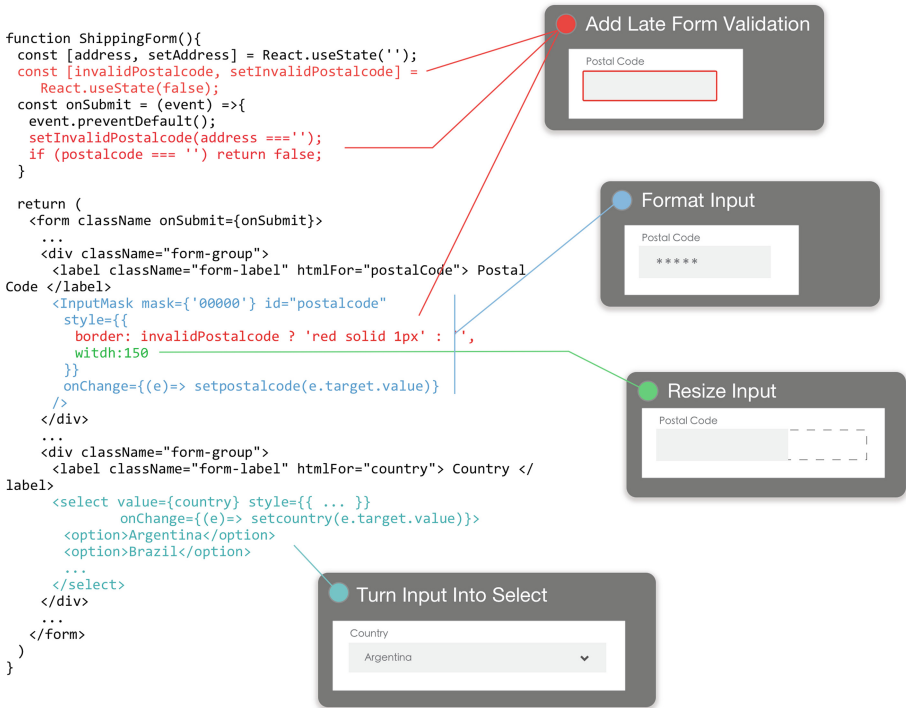 function ShippingForm(){
const [address, setAddress] = React.useState('');
const [invalidPostalcode, setInvalidPostalcode] =
React.useState(false);
const onSubmit = (event) =>{
event.preventDefault();
setInvalidPostalcode(address ==='');
if (postalcode === '') return false;
}
return (
<form className onSubmit={onSubmit}>
...
<div className="form-group">
<label className="form-label" htmlFor="postalCode"> Postal
Code </label>
<InputMask mask={'00000'} id="postalcode"
style={{
border: invalidPostalcode ? 'red solid 1px' : '',
witdh:150
}}
onChange={(e)=> setpostalcode(e.target.value)}
/>
</div>
...
<div className="form-group">
<label className="form-label" htmlFor="country"> Country </
label>
<select value={country} style={{ ... }}
onChange={(e)=> setcountry(e.target.value)}>
<option>Argentina</option>
<option>Brazil</option>
...
</select>
</div>
...
</form>
)
}
Add Late Form Validation
Postal Code
Format Input
Postal Code
*****
Resize Input
Postal Code
Turn Input Into Select
Country
Argentina